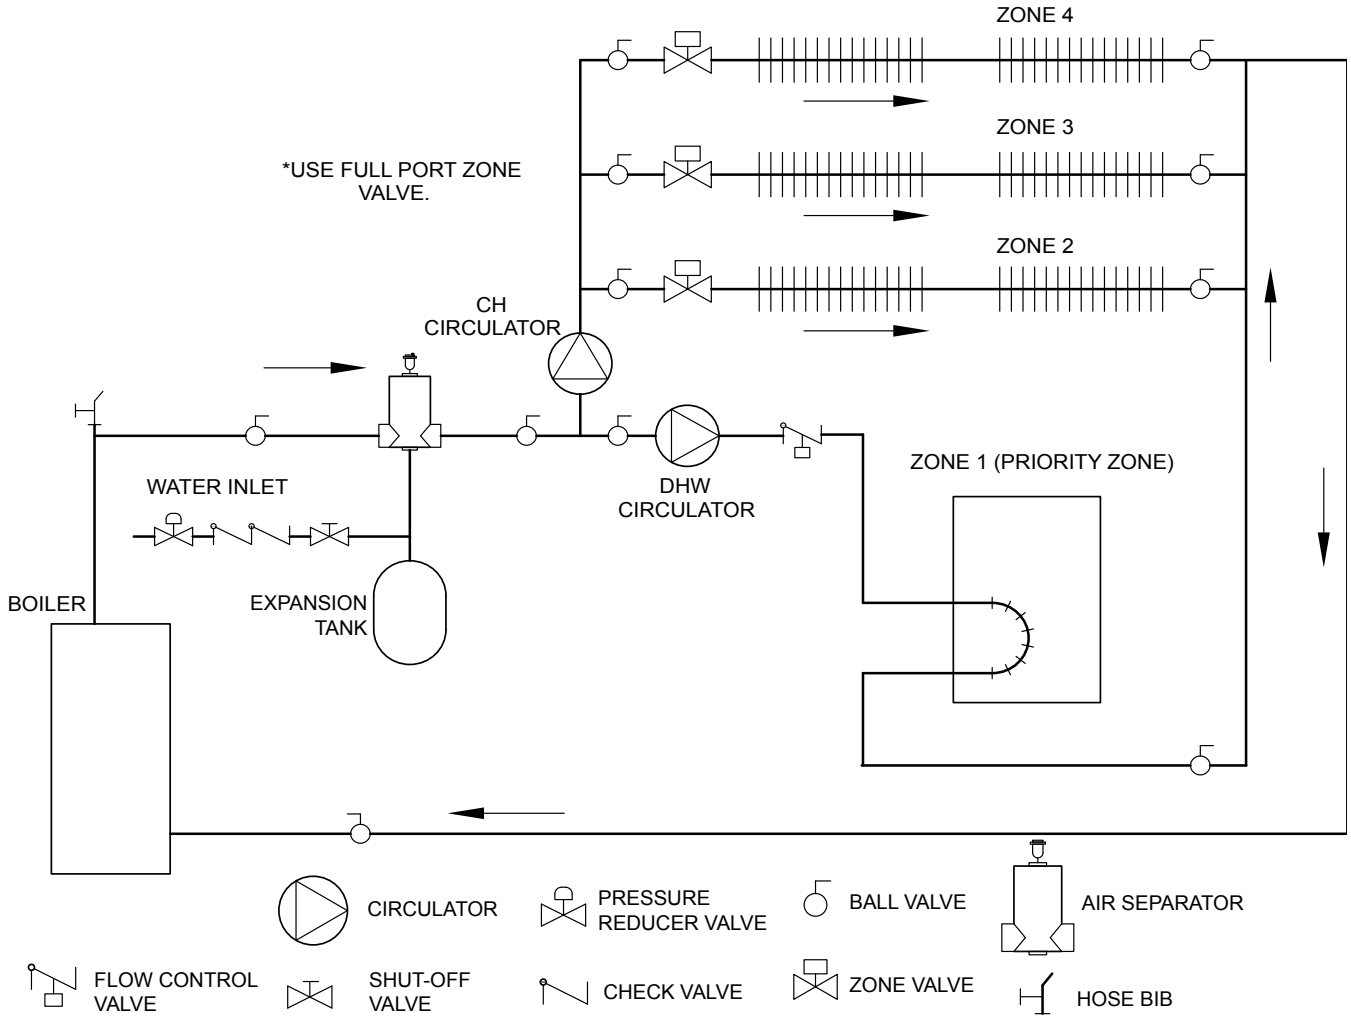 ZONE 4
ZONE 3
*USE FULL PORT ZONE
VALVE.
ZONE 2
CH
CIRCULATOR
ZONE 1 (PRIORITY ZONE)
WATER INLET
DHW
CIRCULATOR
BOILER
EXPANSION
TANK
CIRCULATOR
PRESSURE
REDUCER VALVE
BALL VALVE
AIR SEPARATOR
FLOW CONTROL
VALVE
SHUT-OFF
VALVE
CHECK VALVE
ZONE VALVE
HOSE BIB